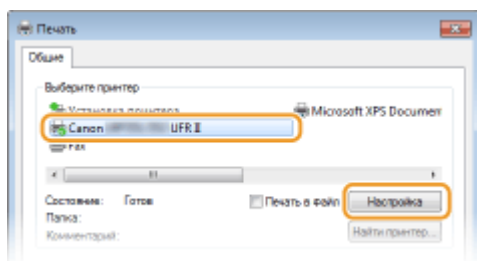 Печать
Общие
Выберите принтер
Установка принтера
Microsoft XPS Documen
Canon UFR II
Fax
Состояние: Готов
Печать в файл
Настройка
Папка:
Комментарий:
Найти принтер...